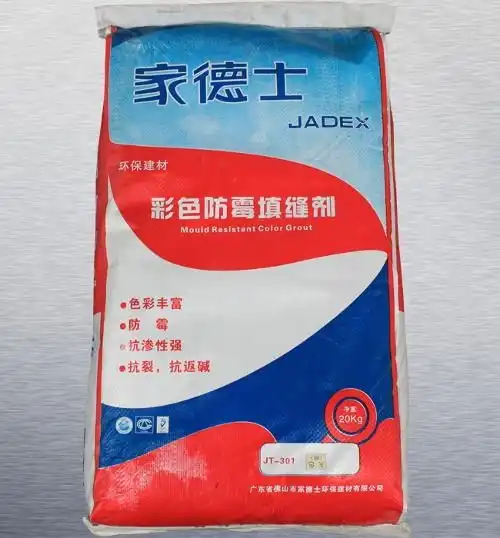 家德士
JADEX
环保建材
彩色防霉填缝剂
Mould Resistant Color Grout
●色彩丰富
●防 霉
●抗渗性强
●抗裂,抗返碱
净重
20Kg
JT-301
广东省佛山市家德士环保建材有限公司